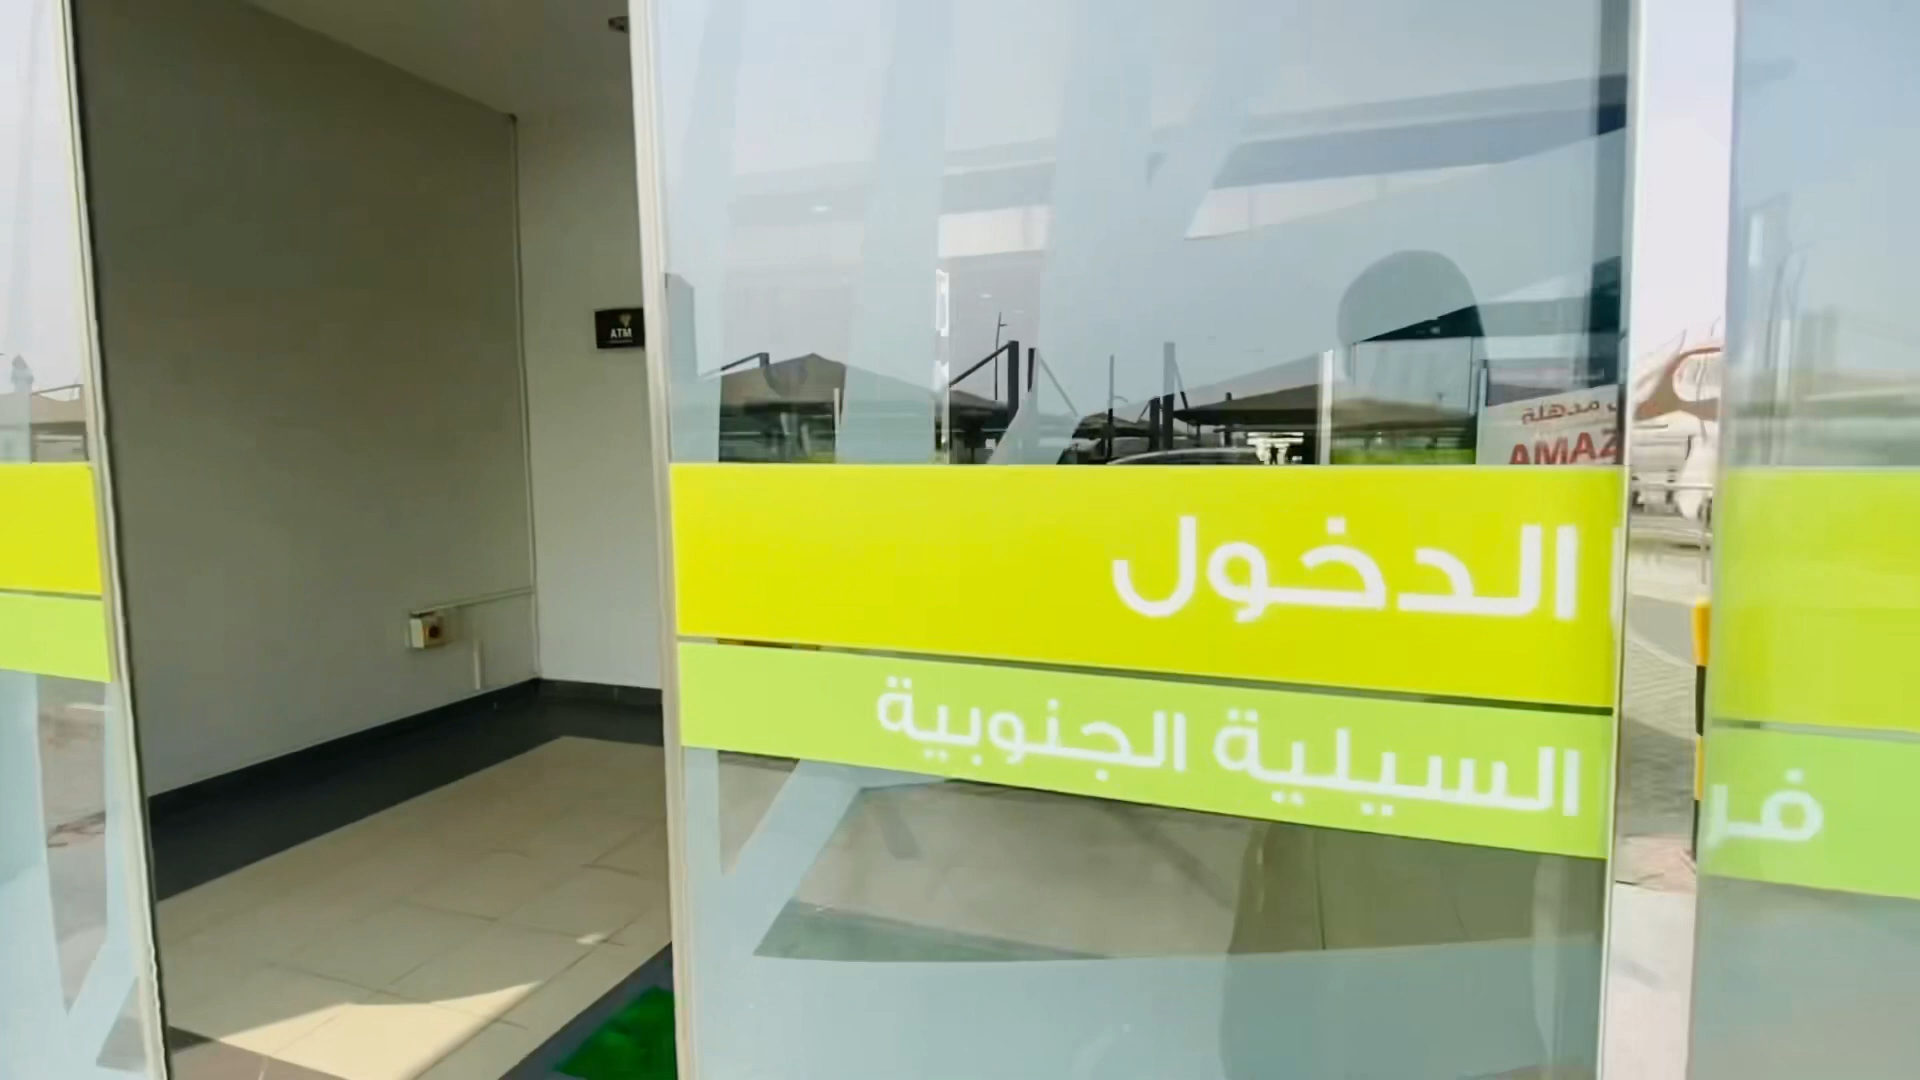 ATM
مدهلة
AMAZ
الدخول
السيلية الجنوبية
فر